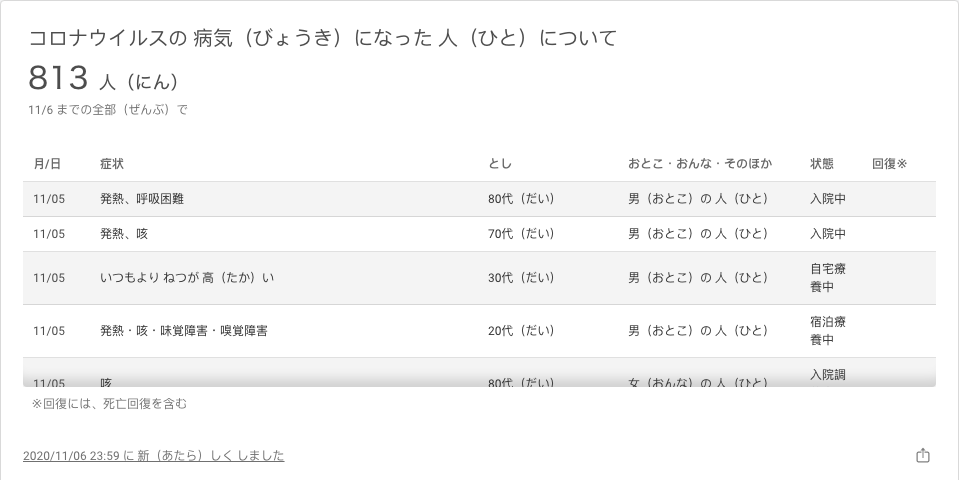 コロナウイルスの 病気（びょうき）になった 人（ひと）について
813 人（にん）
11/6 までの全部（ぜんぶ）で
月/日 症状 とし おとこ・おんな・そのほか 状態 回復※
11/05 発熱、呼吸困難 80代（だい） 男（おとこ）の 人（ひと） 入院中
11/05 発熱、咳 70代（だい） 男（おとこ）の 人（ひと） 入院中
11/05 いつもより ねつが 高（たか）い 30代（だい） 男（おとこ）の 人（ひと） 自宅療
養中
11/05 発熱・咳・味覚障害・嗅覚障害 20代（だい） 男（おとこ）の 人（ひと） 宿泊療
養中
11/05 咳 80代（だい） 女（おんな）の 人（ひと） 入院調
※回復には、死亡回復を含む
2020/11/06 23:59 に 新（あたら）しく しました